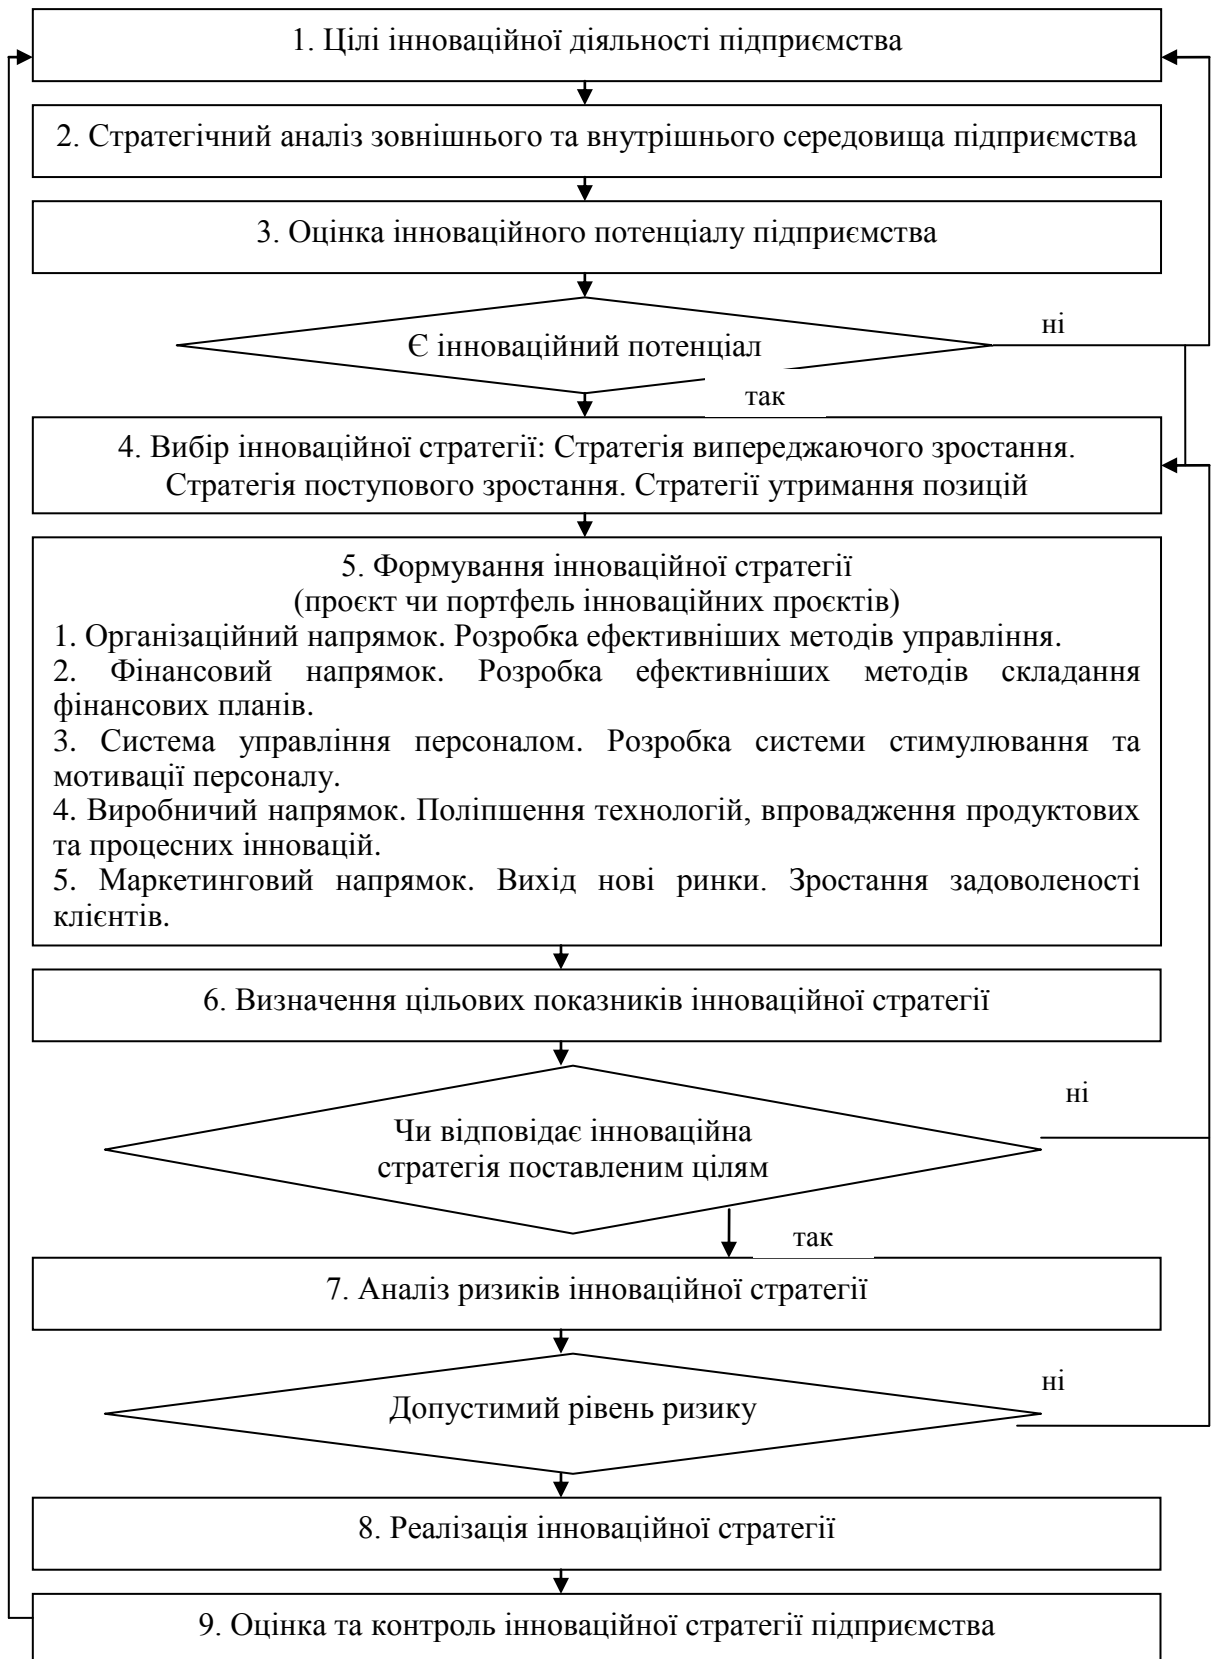 1. Цілі інноваційної діяльності підприємства
2. Стратегічний аналіз зовнішнього та внутрішнього середовища підприємства
3. Оцінка інноваційного потенціалу підприємства
Є інноваційний потенціал
ні
так
4. Вибір інноваційної стратегії: Стратегія випереджаючого зростання.
Стратегія поступового зростання. Стратегії утримання позицій
5. Формування інноваційної стратегії
(проєкт чи портфель інноваційних проєктів)
1. Організаційний напрямок. Розробка ефективніших методів управління.
2. Фінансовий напрямок. Розробка ефективніших методів складання
фінансових планів.
3. Система управління персоналом. Розробка системи стимулювання та
мотивації персоналу.
4. Виробничий напрямок. Поліпшення технологій, впровадження продуктових
та процесних інновацій.
5. Маркетинговий напрямок. Вихід нові ринки. Зростання задоволеності
клієнтів.
6. Визначення цільових показників інноваційної стратегії
ні
Чи відповідає інноваційна
стратегія поставленим цілям
так
7. Аналіз ризиків інноваційної стратегії
ні
Допустимий рівень ризику
8. Реалізація інноваційної стратегії
9. Оцінка та контроль інноваційної стратегії підприємства